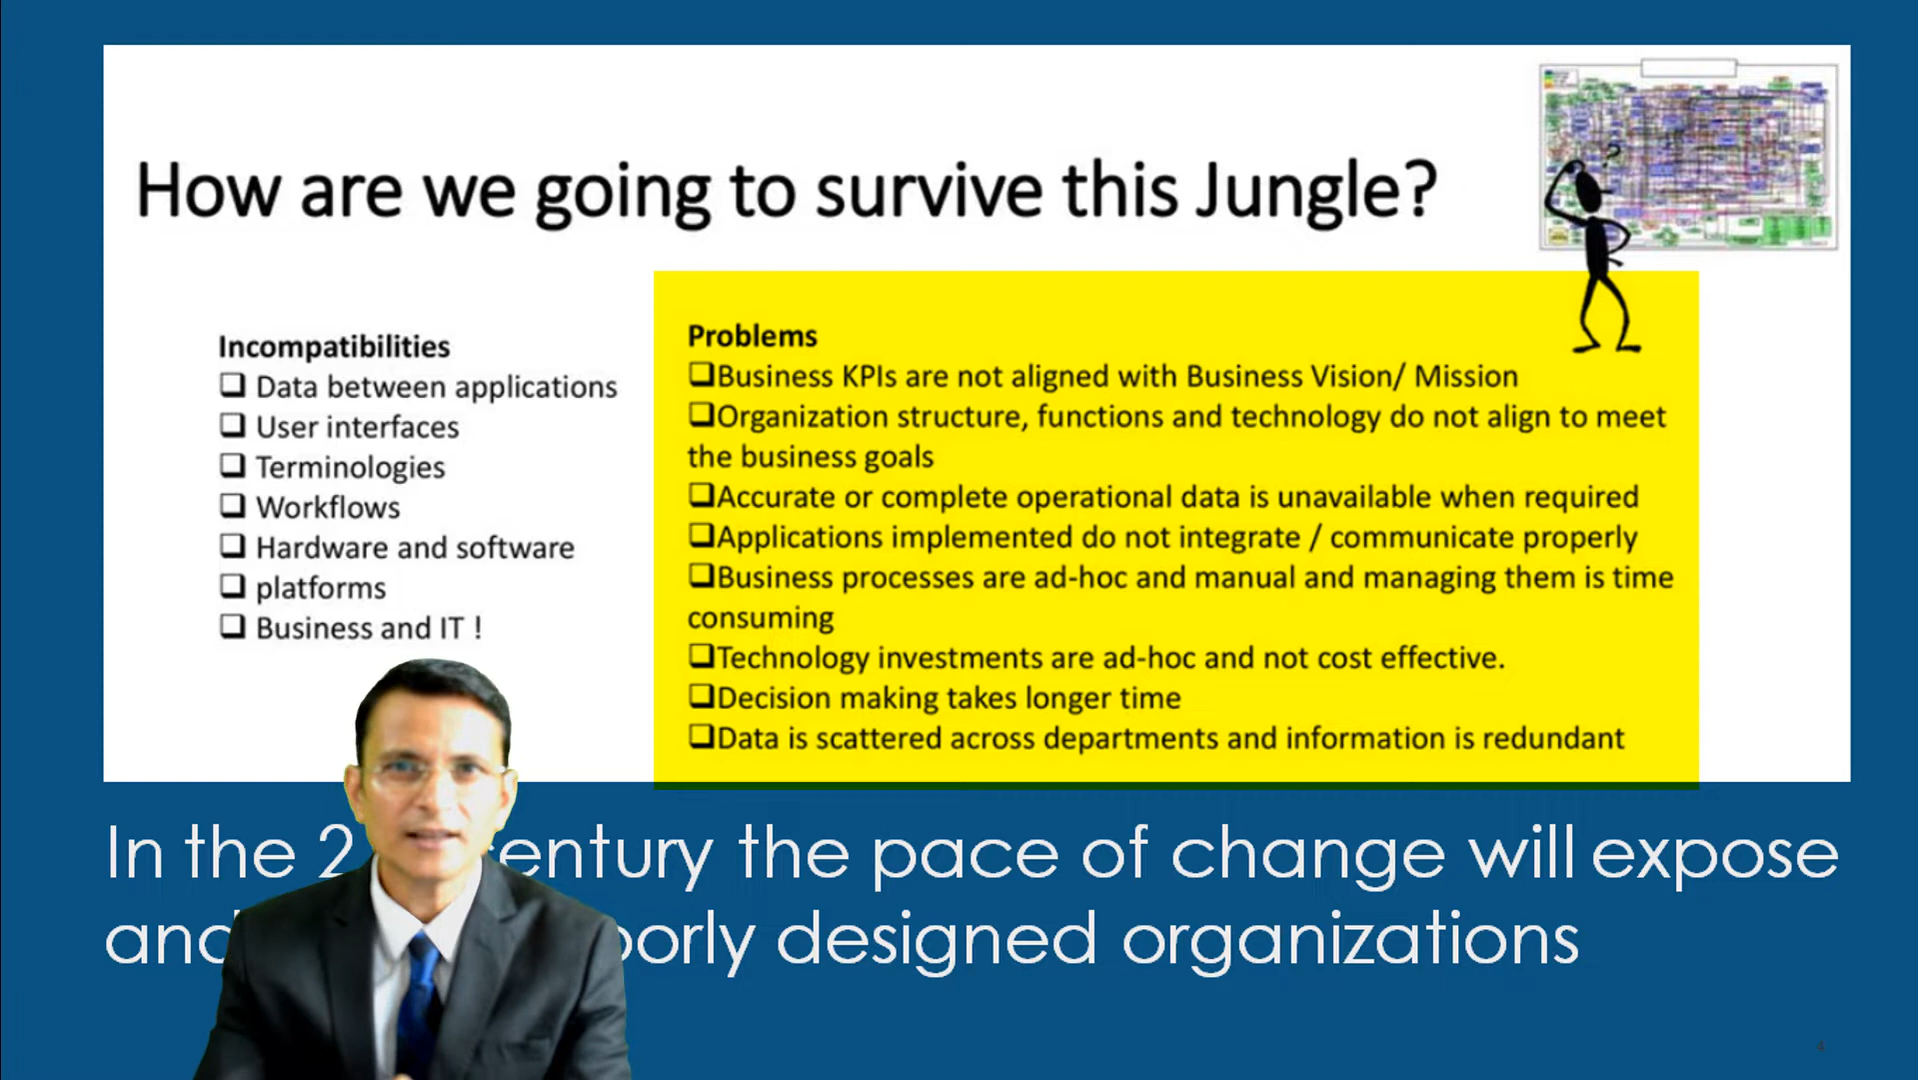 How are we going to survive this Jungle?
?
Incompatibilities
Data between applications
User interfaces
Terminologies
Workflows
Hardware and software
platforms
Business and IT !
Problems
Business KPIs are not aligned with Business Vision/ Mission
Organization structure, functions and technology do not align to meet
the business goals
Accurate or complete operational data is unavailable when required
Applications implemented do not integrate / communicate properly
Business processes are ad-hoc and manual and managing them is time
consuming
Technology investments are ad-hoc and not cost effective.
Decision making takes longer time
Data is scattered across departments and information is redundant
In the 2 entury the pace of change will expose
and oorly designed organizations
4